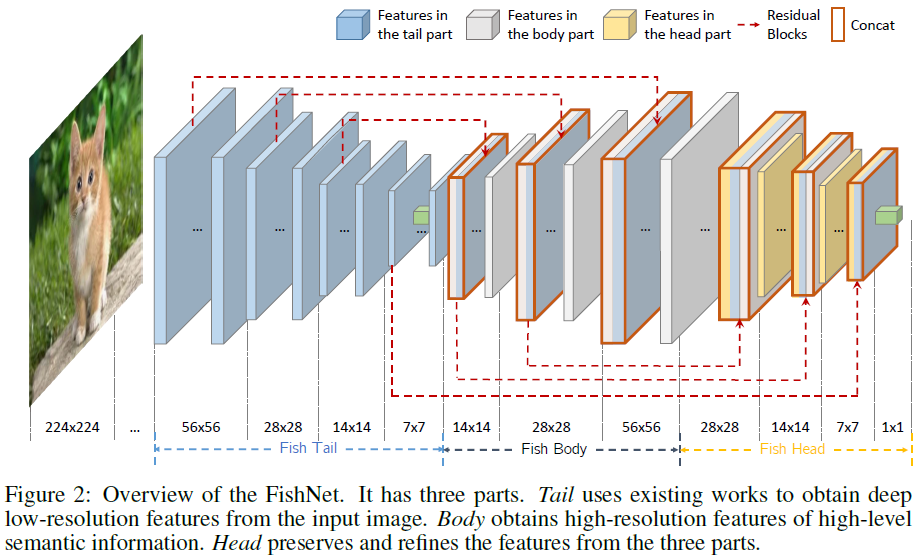 Features in
the tail part
Features in
the body part
Features in
the head part
Residual
Blocks
Concat
...
...
...
...
...
...
...
...
...
...
224x224
...
56x56
28x28
14x14
7x7
14x14
28x28
56x56
28x28
14x14
7x7
1x1
Fish Tail
Fish Body
Fish Head
Figure 2: Overview of the FishNet. It has three parts. Tail uses existing works to obtain deep
low-resolution features from the input image. Body obtains high-resolution features of high-level
semantic information. Head preserves and refines the features from the three parts.